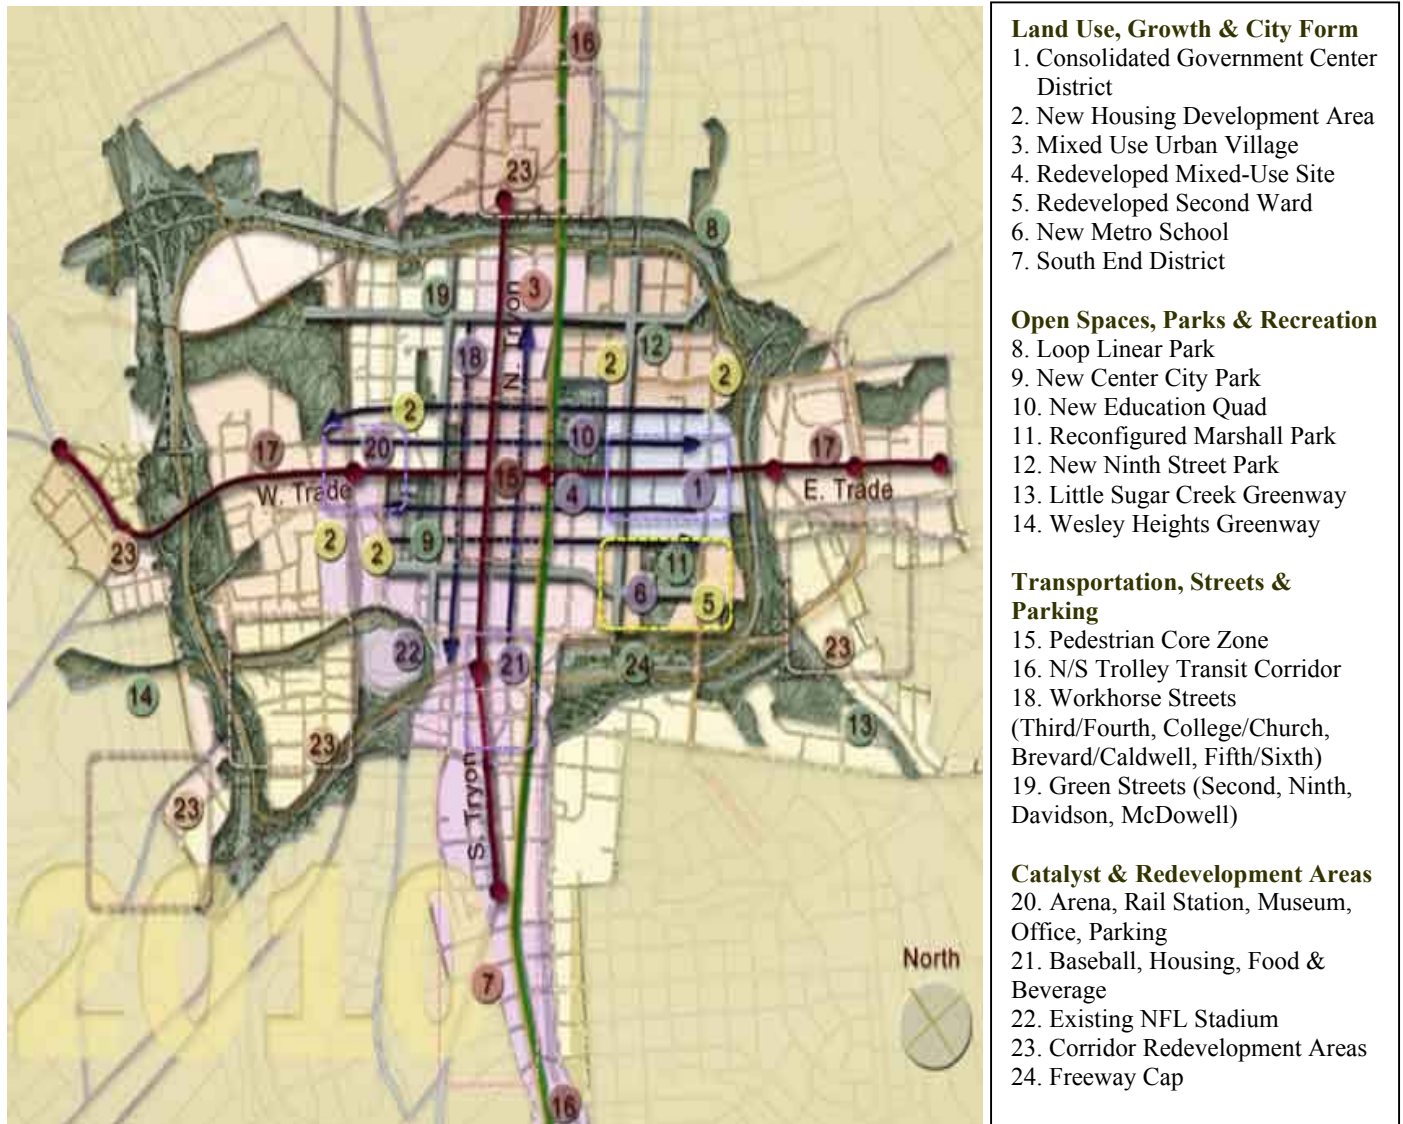 16
23
8
19
3
N. Tryon
18
12
2
2
2
17
20
10
17
15
W. Trade
4
1
E. Trade
23
2
2
9
11
6
5
22
21
24
23
14
13
23
S. Tryon
23
2010
North
7
16
Land Use, Growth & City Form
1. Consolidated Government Center
District
2. New Housing Development Area
3. Mixed Use Urban Village
4. Redeveloped Mixed-Use Site
5. Redeveloped Second Ward
6. New Metro School
7. South End District
Open Spaces, Parks & Recreation
8. Loop Linear Park
9. New Center City Park
10. New Education Quad
11. Reconfigured Marshall Park
12. New Ninth Street Park
13. Little Sugar Creek Greenway
14. Wesley Heights Greenway
Transportation, Streets &
Parking
15. Pedestrian Core Zone
16. N/S Trolley Transit Corridor
18. Workhorse Streets
(Third/Fourth, College/Church,
Brevard/Caldwell, Fifth/Sixth)
19. Green Streets (Second, Ninth,
Davidson, McDowell)
Catalyst & Redevelopment Areas
20. Arena, Rail Station, Museum,
Office, Parking
21. Baseball, Housing, Food &
Beverage
22. Existing NFL Stadium
23. Corridor Redevelopment Areas
24. Freeway Cap